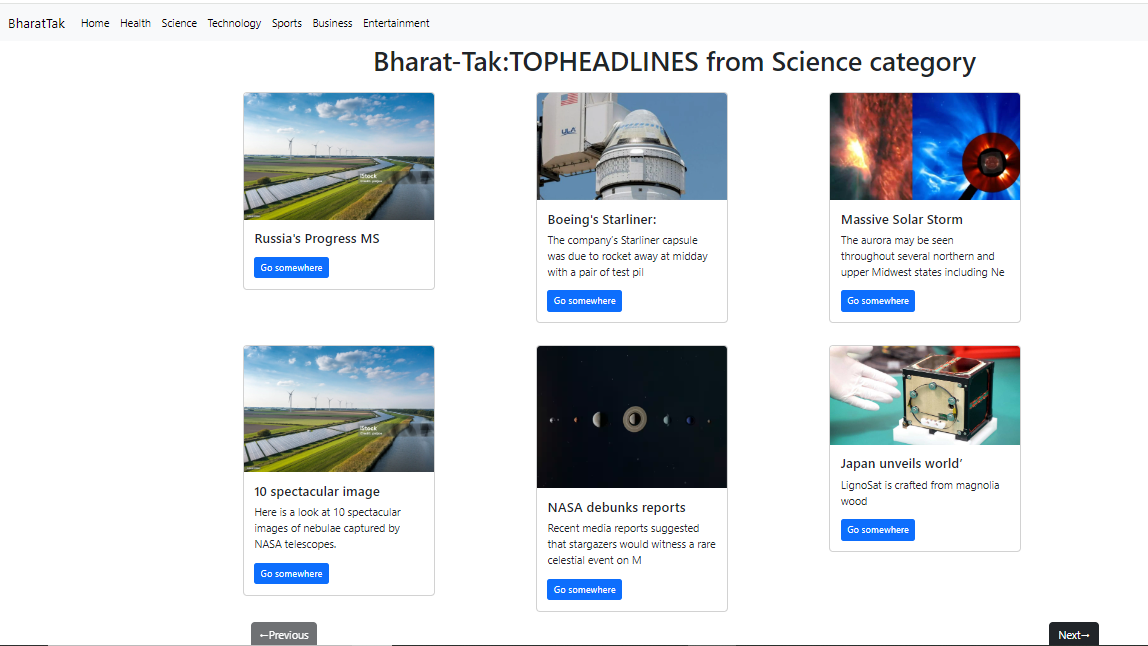 BharatTak Home Health Science Technology Sports Business Entertainment
Bharat-Tak:TOPHEADLINES from Science category
iStock
Russia's Progress MS
Go somewhere
ULA
Boeing's Starliner:
The company's Starliner capsule
was due to rocket away at midday
with a pair of test pil
Go somewhere
Massive Solar Storm
The aurora may be seen
throughout several northern and
upper Midwest states including Ne
Go somewhere
iStock
10 spectacular image
Here is a look at 10 spectacular
images of nebulae captured by
NASA telescopes.
Go somewhere
NASA debunks reports
Recent media reports suggested
that stargazers would witness a rare
celestial event on M
Go somewhere
Japan unveils world’
LignoSat is crafted from magnolia
wood
Go somewhere
←Previous
Next→